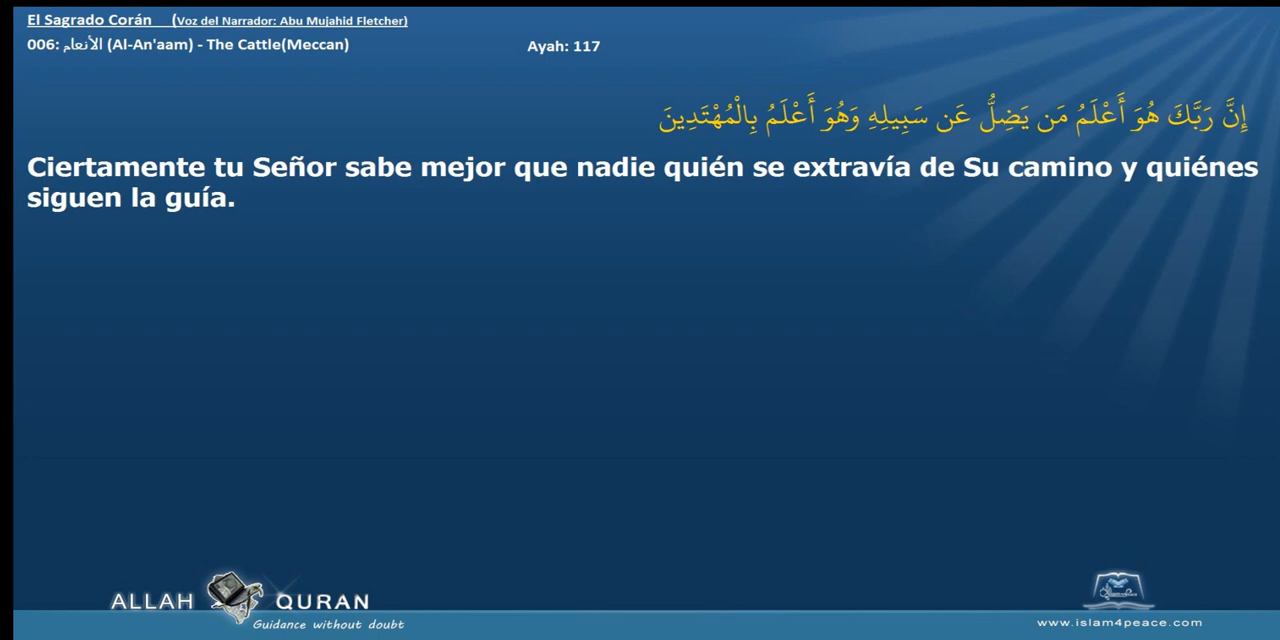 El Sagrado Corán (Voz del Narrador: Abu Mujahid Fletcher)
006: الأنعام (Al-An'aam) - The Cattle(Meccan) Ayah: 117
إِنَّ رَبَّكَ هُوَ أَعْلَمُ مَن يَضِلُّ عَن سَبِيلِهِ وَهُوَ أَعْلَمُ بِالْمُهْتَدِينَ
Ciertamente tu Señor sabe mejor que nadie quién se extravía de Su camino y quiénes
siguen la guía.
ALLAH QURAN
Guidance without doubt
www.islam4peace.com